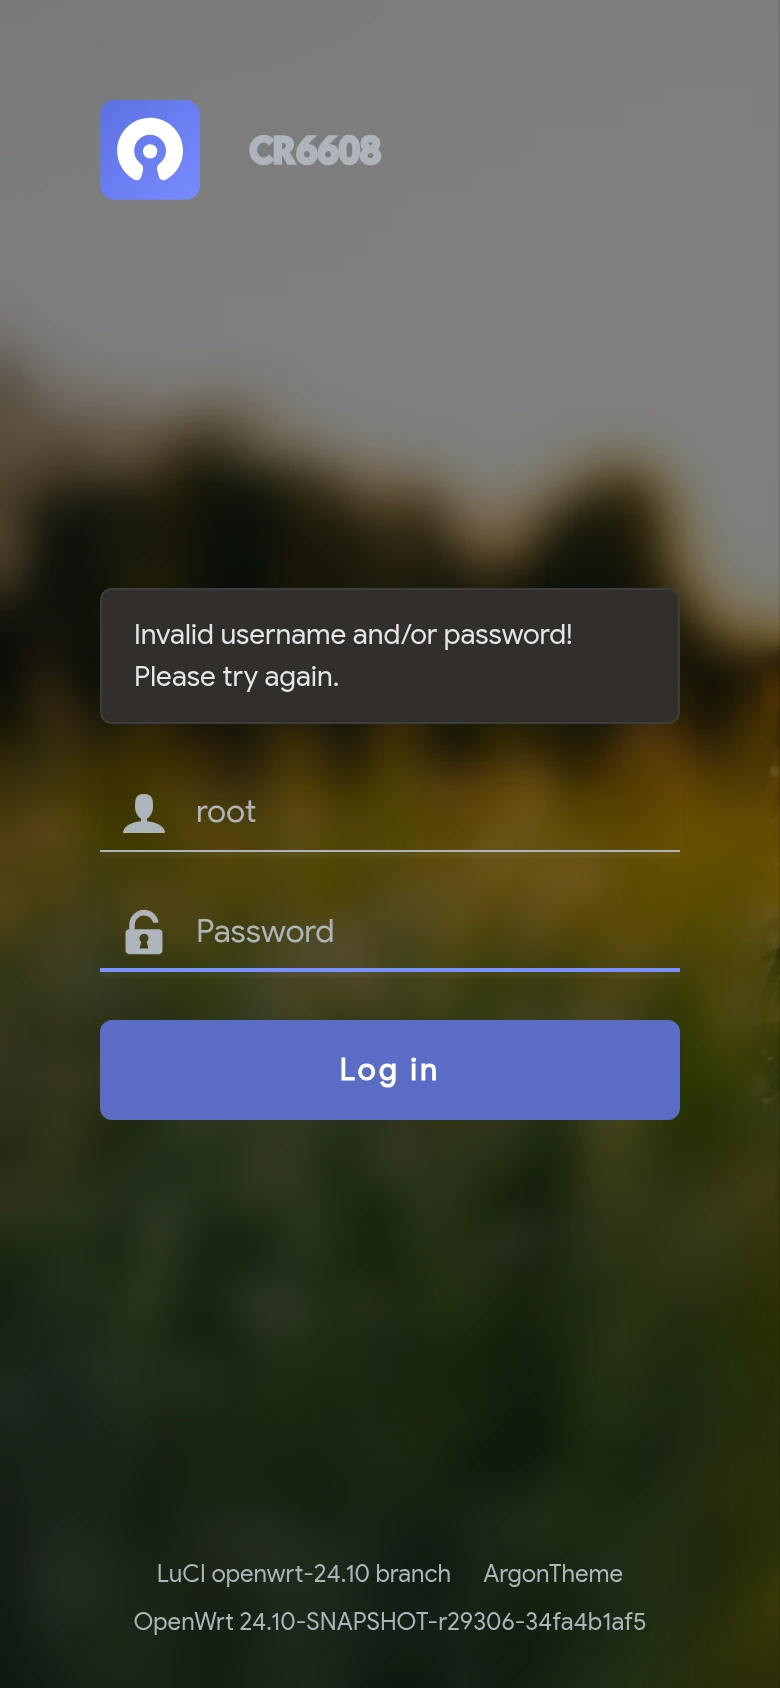 CR6608
Invalid username and/or password!
Please try again.
root
Password
Log in
LuCI openwrt-24.10 branch ArgonTheme
OpenWrt 24.10-SNAPSHOT-r29306-34fa4b1af5